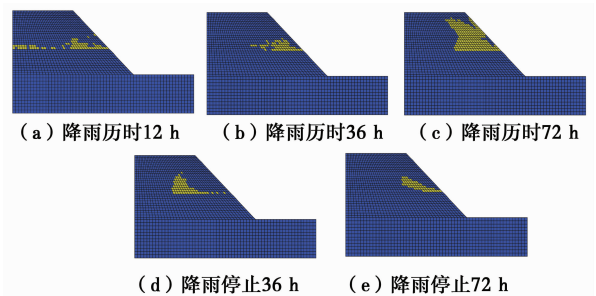 （a）降雨历时12 h
（b）降雨历时36 h
（c）降雨历时72 h
（d）降雨停止36 h
（e）降雨停止72 h